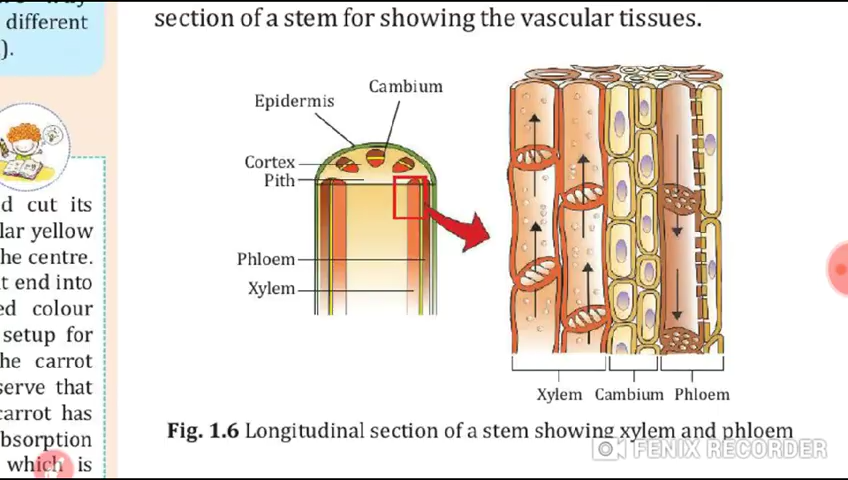 different
).
d cut its
lar yellow
he centre.
t end into
ed colour
setup for
he carrot
serve that
carrot has
bsorption
which is
section of a stem for showing the vascular tissues.
Cambium
Epidermis
Cortex
Pith
Phloem
Xylem
Xylem Cambium Phloem
Fig. 1.6 Longitudinal section of a stem showing xylem and phloem
FENIX RECORDER